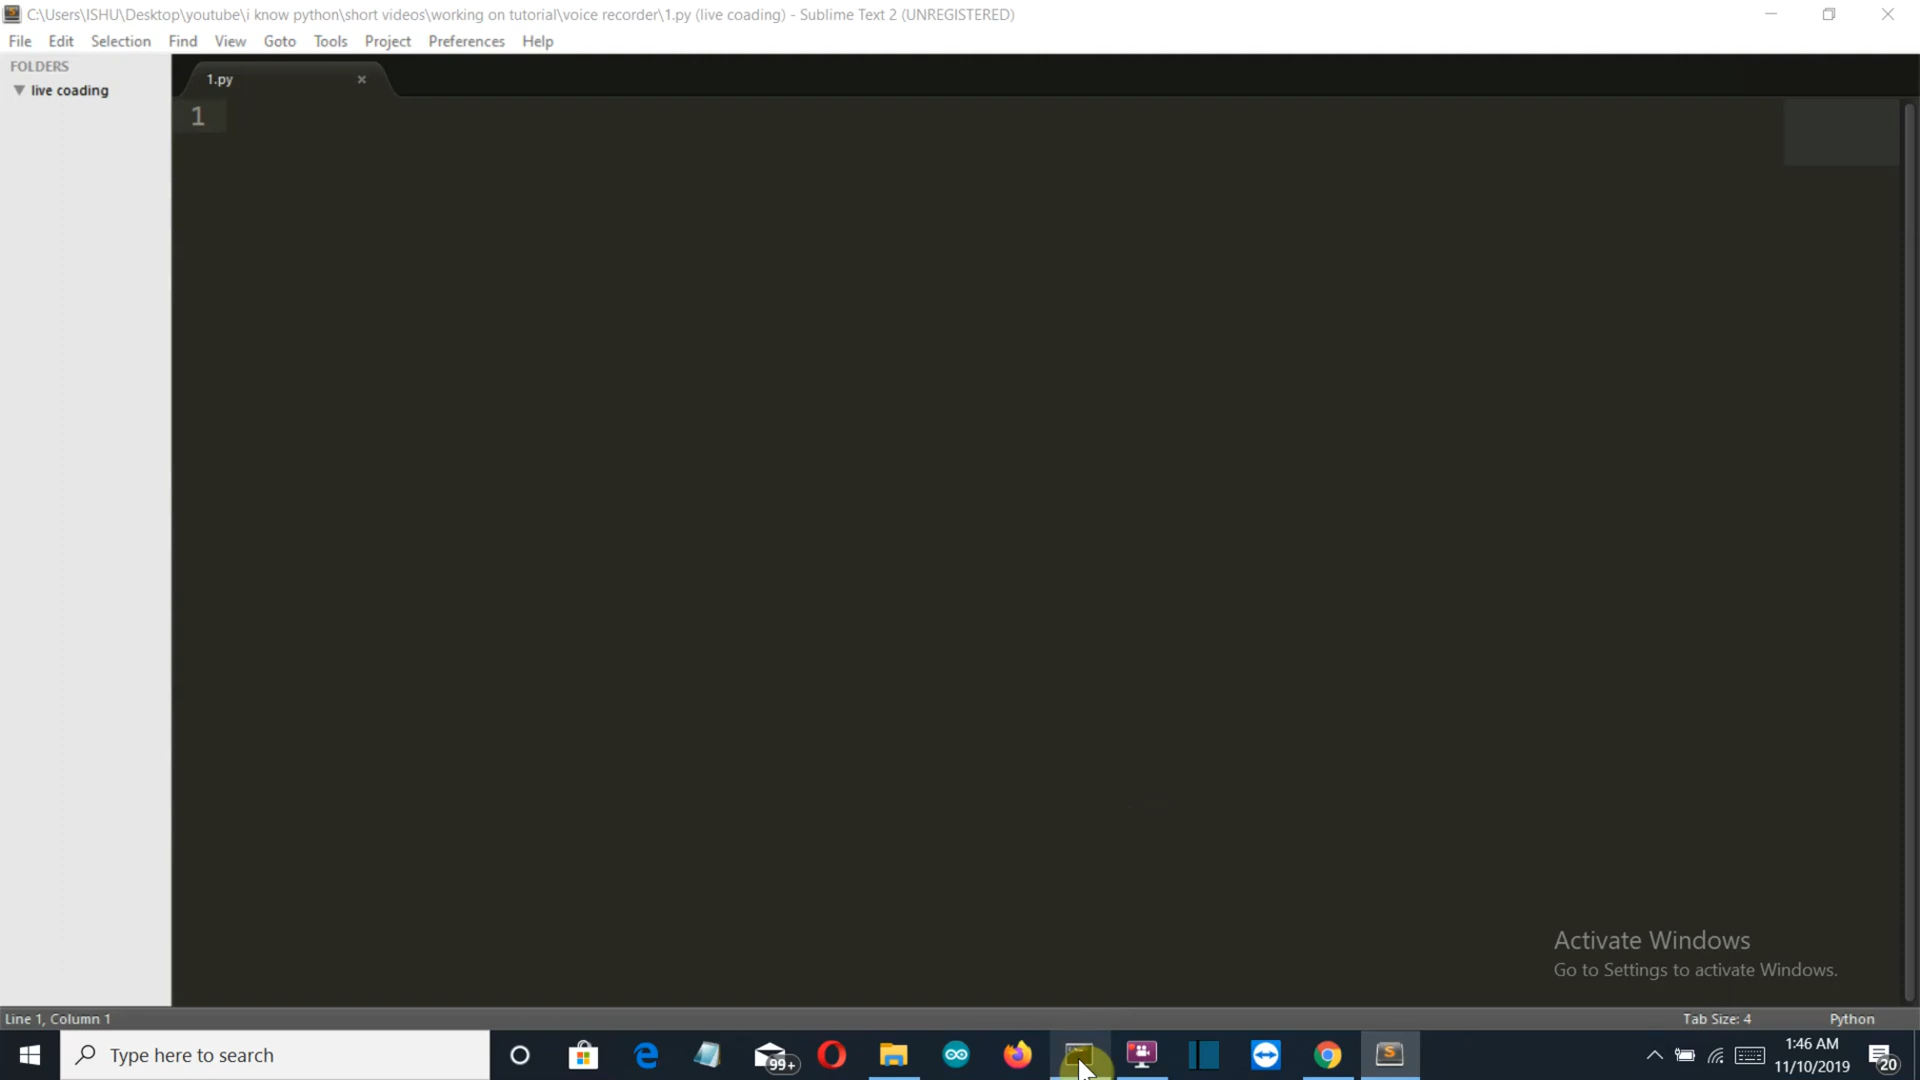 C:\Users\ISHU\Desktop\youtube\i know python\short videos\working on tutorial\voice recorder\1.py (live coading) - Sublime Text 2 (UNREGISTERED)
File Edit Selection Find View Goto Tools Project Preferences Help
FOLDERS
live coading
1.py
1
Activate Windows
Go to Settings to activate Windows.
Line 1, Column 1
Tab Size: 4
Python
Type here to search
99+
1:46 AM
11/10/2019
20